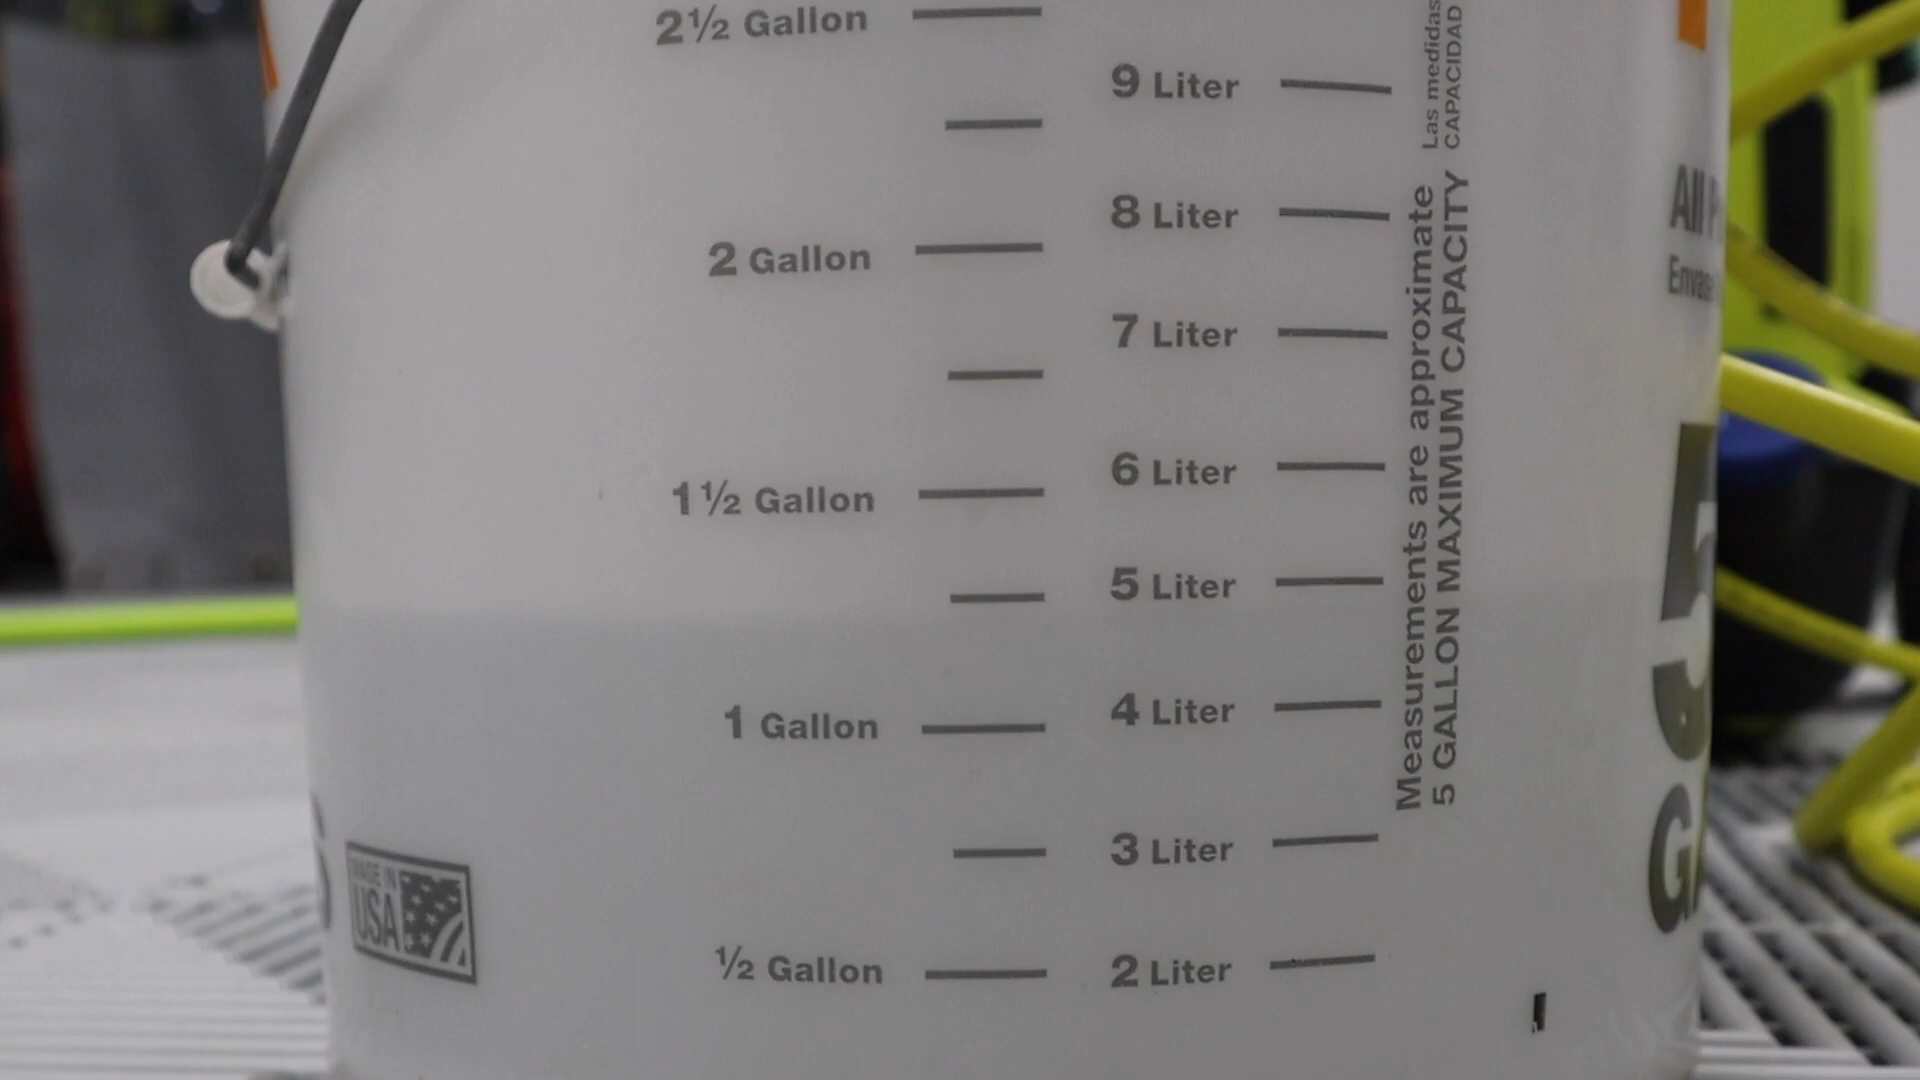 2½ Gallon
9 Liter
8 Liter
2 Gallon
7 Liter
6 Liter
1½ Gallon
5 Liter
4 Liter
1 Gallon
3 Liter
½ Gallon
2 Liter
Measurements are approximate
5 GALLON MAXIMUM CAPACITY
Las medidas
CAPACIDAD
All
5
MADE IN
USA